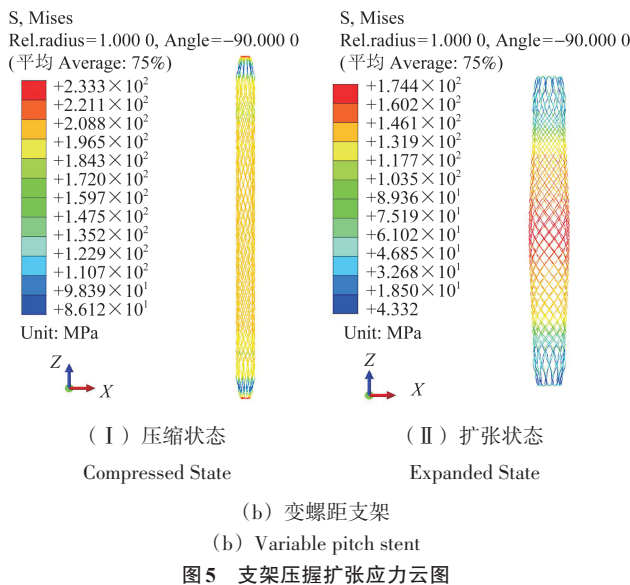 S, Mises
Rel.radius=1.000 0, Angle=−90.000 0
(平均 Average: 75%)
+2.333×10²
+2.211×10²
+2.088×10²
+1.965×10²
+1.843×10²
+1.720×10²
+1.597×10²
+1.475×10²
+1.352×10²
+1.229×10²
+1.107×10²
+9.839×10¹
+8.612×10¹
Unit: MPa
Z
X
(Ⅰ) 压缩状态
Compressed State
S, Mises
Rel.radius=1.000 0, Angle=−90.000 0
(平均 Average: 75%)
+1.744×10²
+1.602×10²
+1.461×10²
+1.319×10²
+1.177×10²
+1.035×10²
+8.936×10¹
+7.519×10¹
+6.102×10¹
+4.685×10¹
+3.268×10¹
+1.850×10¹
+4.332
Unit: MPa
Z
X
(Ⅱ) 扩张状态
Expanded State
(b) 变螺距支架
(b) Variable pitch stent
图5 支架压握扩张应力云图